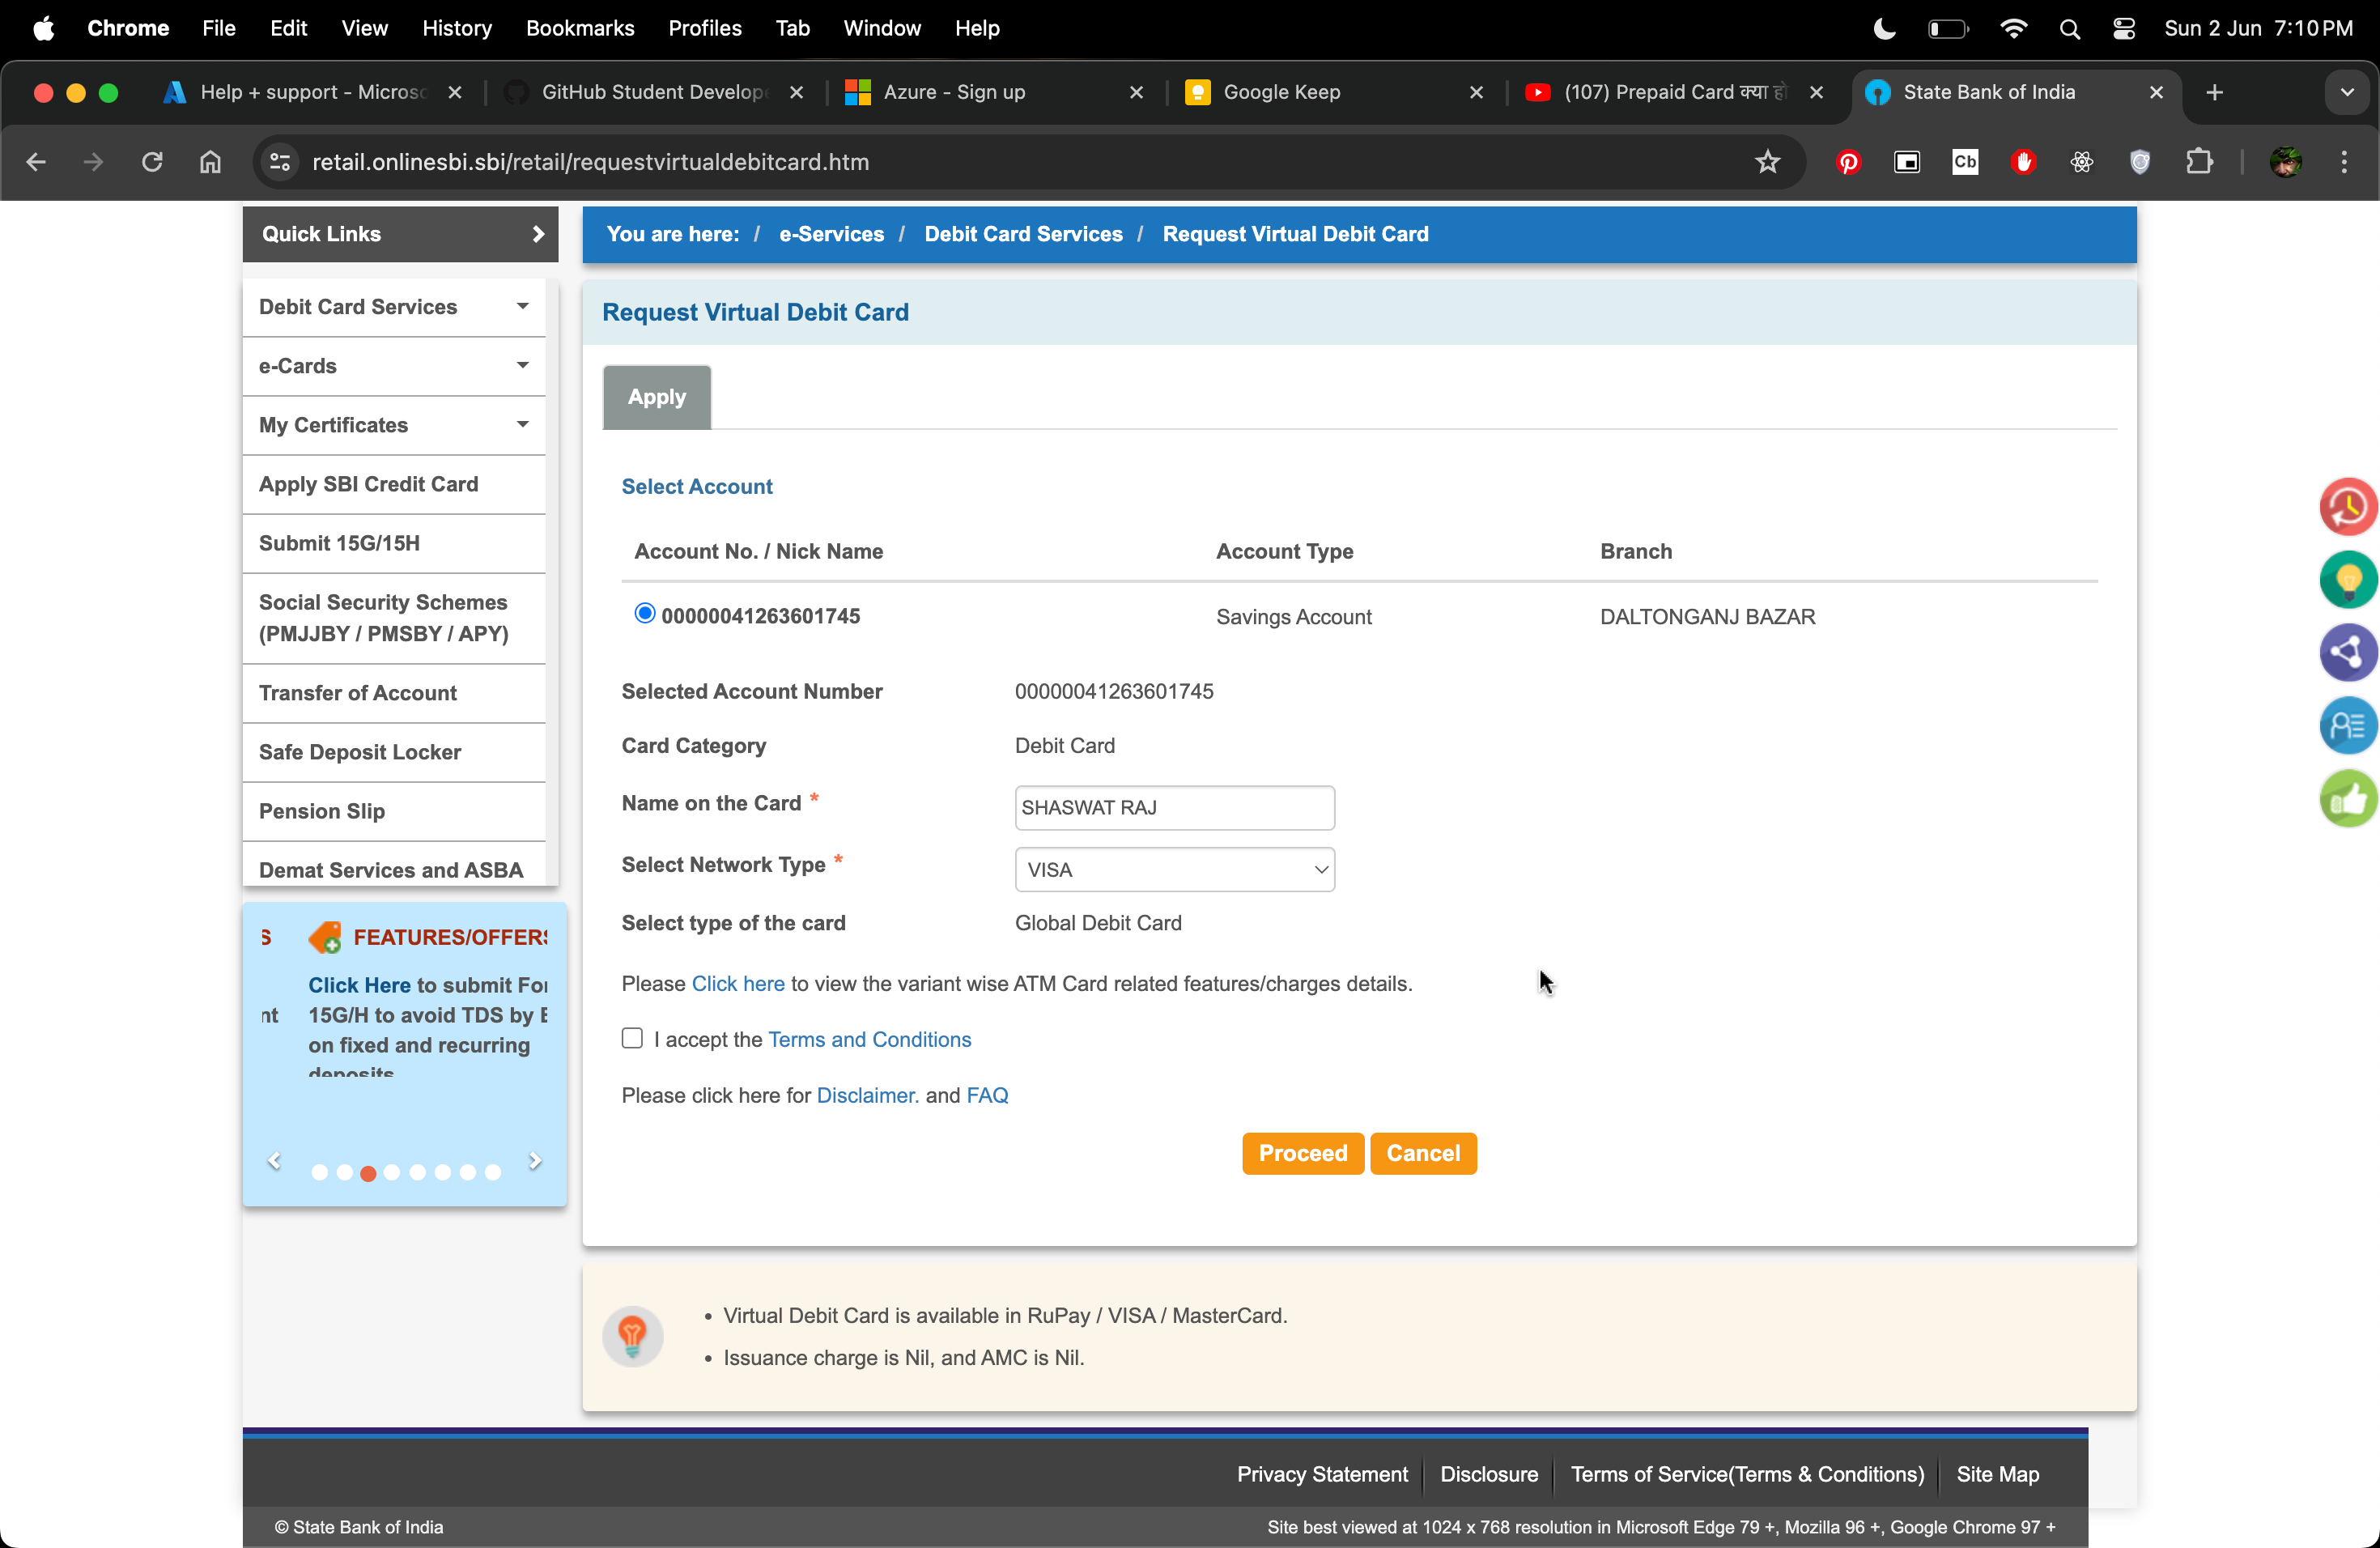 Chrome File Edit View History Bookmarks Profiles Tab Window Help Sun 2 Jun 7:10 PM
Help + support - Microso GitHub Student Develope Azure - Sign up Google Keep (107) Prepaid Card क्या हो State Bank of India
retail.onlinesbi.sbi/retail/requestvirtualdebitcard.htm Cb
Quick Links
You are here: / e-Services / Debit Card Services / Request Virtual Debit Card
Debit Card Services
e-Cards
My Certificates
Apply SBI Credit Card
Submit 15G/15H
Social Security Schemes
(PMJJBY / PMSBY / APY)
Transfer of Account
Safe Deposit Locker
Pension Slip
Demat Services and ASBA
S FEATURES/OFFERS
Click Here to submit For
nt 15G/H to avoid TDS by B
on fixed and recurring
deposits
Request Virtual Debit Card
Apply
Select Account
Account No. / Nick Name Account Type Branch
00000041263601745 Savings Account DALTONGANJ BAZAR
Selected Account Number 00000041263601745
Card Category Debit Card
Name on the Card * SHASWAT RAJ
Select Network Type * VISA
Select type of the card Global Debit Card
Please Click here to view the variant wise ATM Card related features/charges details.
I accept the Terms and Conditions
Please click here for Disclaimer. and FAQ
Proceed Cancel
• Virtual Debit Card is available in RuPay / VISA / MasterCard.
• Issuance charge is Nil, and AMC is Nil.
Privacy Statement Disclosure Terms of Service(Terms & Conditions) Site Map
© State Bank of India Site best viewed at 1024 x 768 resolution in Microsoft Edge 79 +, Mozilla 96 +, Google Chrome 97 +